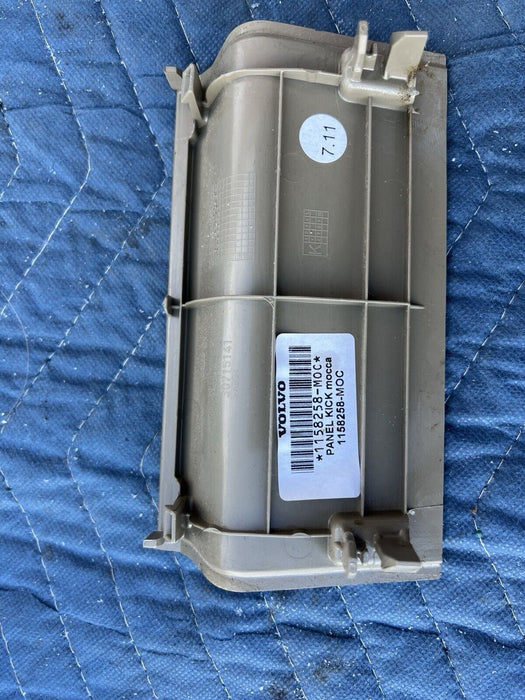 7.11
K
VOLVO
*1158258-MOC*
PANEL KICK mocca
1158258-MOC